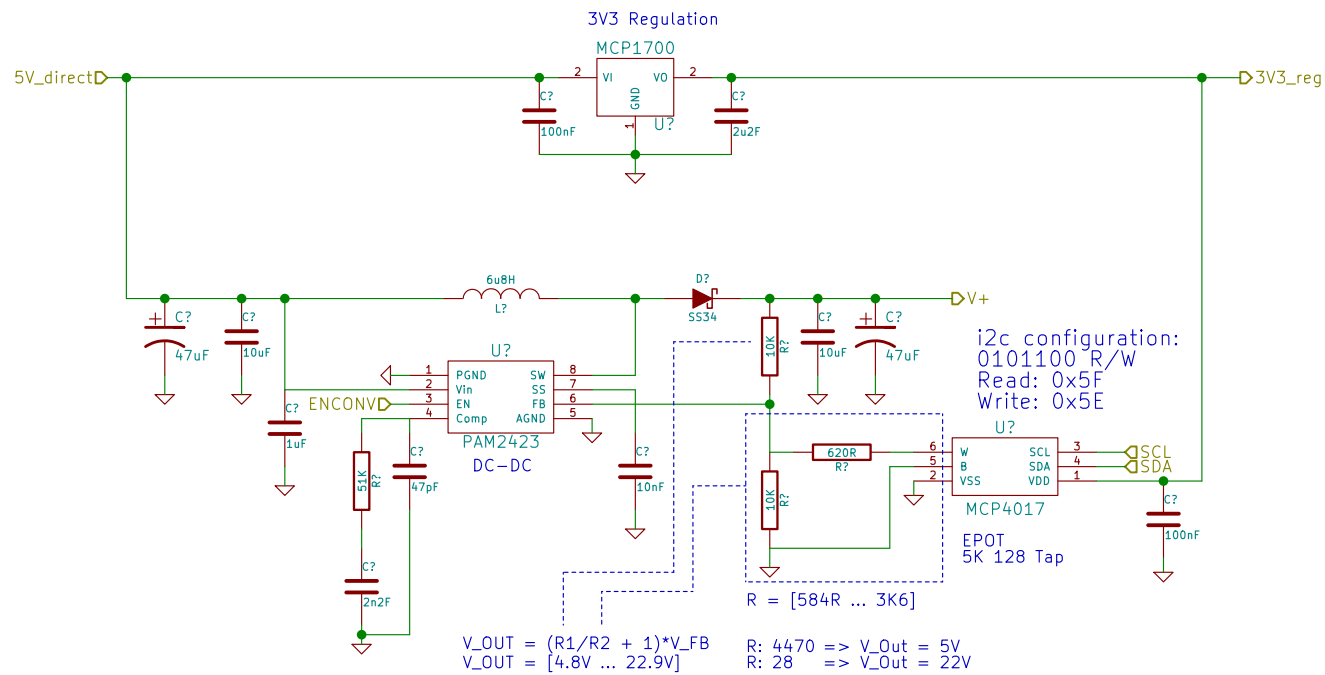 3V3 Regulation
MCP1700
5V_direct
2
VI
VO
2
3V3_reg
GND
1
U?
C?
100nF
C?
2u2F
6u8H
L?
D?
SS34
V+
C?
47uF
C?
10uF
C?
1uF
U?
1
PGND
2
Vin
3
EN
4
Comp
SW
8
SS
7
FB
6
AGND
5
PAM2423
DC-DC
ENCONV
51K
R?
C?
47pF
C?
2n2F
C?
10nF
10K
R?
C?
10uF
C?
47uF
i2c configuration:
0101100 R/W
Read: 0x5F
Write: 0x5E
620R
R?
10K
R?
U?
6
W
5
B
2
VSS
SCL
3
SDA
4
VDD
1
MCP4017
SCL
SDA
C?
100nF
EPOT
5K 128 Tap
R = [584R ... 3K6]
V_OUT = (R1/R2 + 1)*V_FB
V_OUT = [4.8V ... 22.9V]
R: 4470 => V_Out = 5V
R: 28 => V_Out = 22V